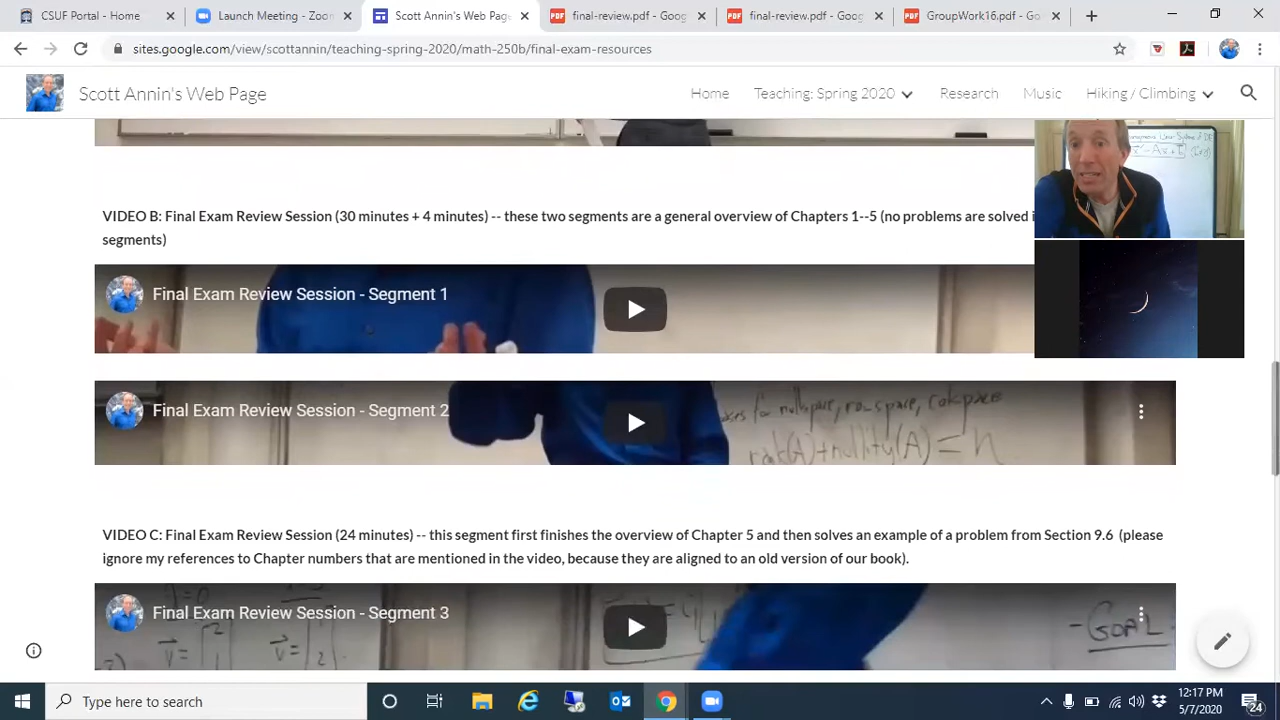 CSUF Portal - Home
Launch Meeting - Zoom
Scott Annin's Web Page
final-review.pdf - Goog
final-review.pdf - Goog
GroupWork16.pdf - Go
sites.google.com/view/scottannin/teaching-spring-2020/math-250b/final-exam-resources
Scott Annin's Web Page
Home
Teaching: Spring 2020
Research
Music
Hiking / Climbing
VIDEO B: Final Exam Review Session (30 minutes + 4 minutes) -- these two segments are a general overview of Chapters 1--5 (no problems are solved
segments)
Final Exam Review Session - Segment 1
Final Exam Review Session - Segment 2
for nullspace, rowspace, colspace
rank(A)+nullity(A)=n
VIDEO C: Final Exam Review Session (24 minutes) -- this segment first finishes the overview of Chapter 5 and then solves an example of a problem from Section 9.6 (please
ignore my references to Chapter numbers that are mentioned in the video, because they are aligned to an old version of our book).
Final Exam Review Session - Segment 3
- GOAL
Type here to search
12:17 PM
5/7/2020
24